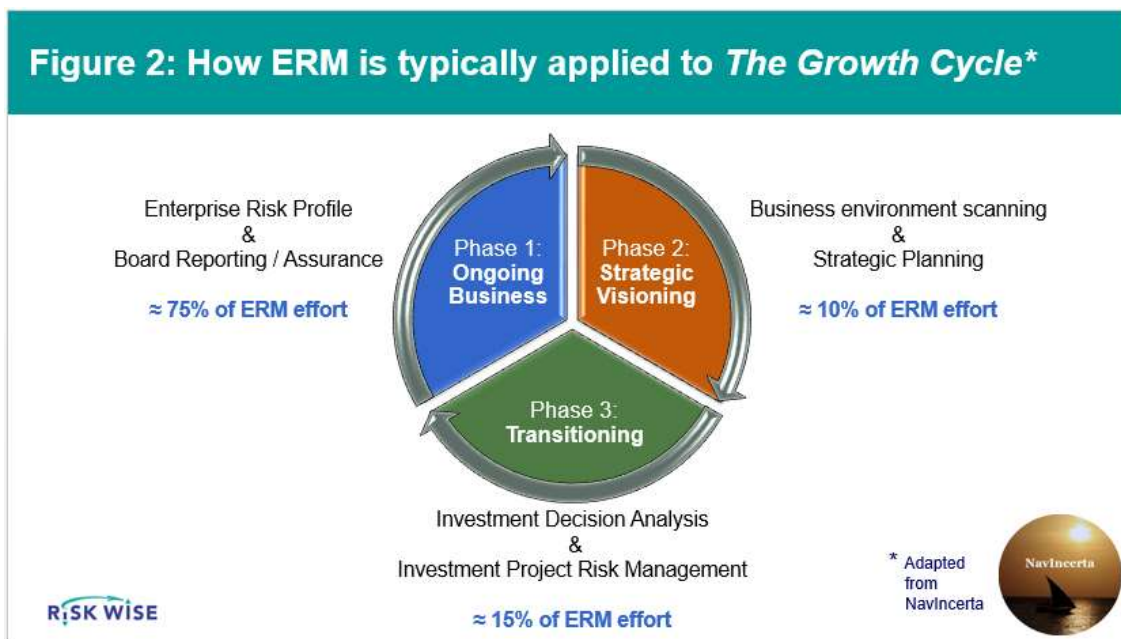 Figure 2: How ERM is typically applied to The Growth Cycle*
Enterprise Risk Profile
&
Board Reporting / Assurance
≈ 75% of ERM effort
Phase 1:
Ongoing
Business
Phase 2:
Strategic
Visioning
Business environment scanning
&
Strategic Planning
≈ 10% of ERM effort
Phase 3:
Transitioning
Investment Decision Analysis
&
Investment Project Risk Management
≈ 15% of ERM effort
RiSK WiSE
* Adapted
from
NavIncerta
NavIncerta